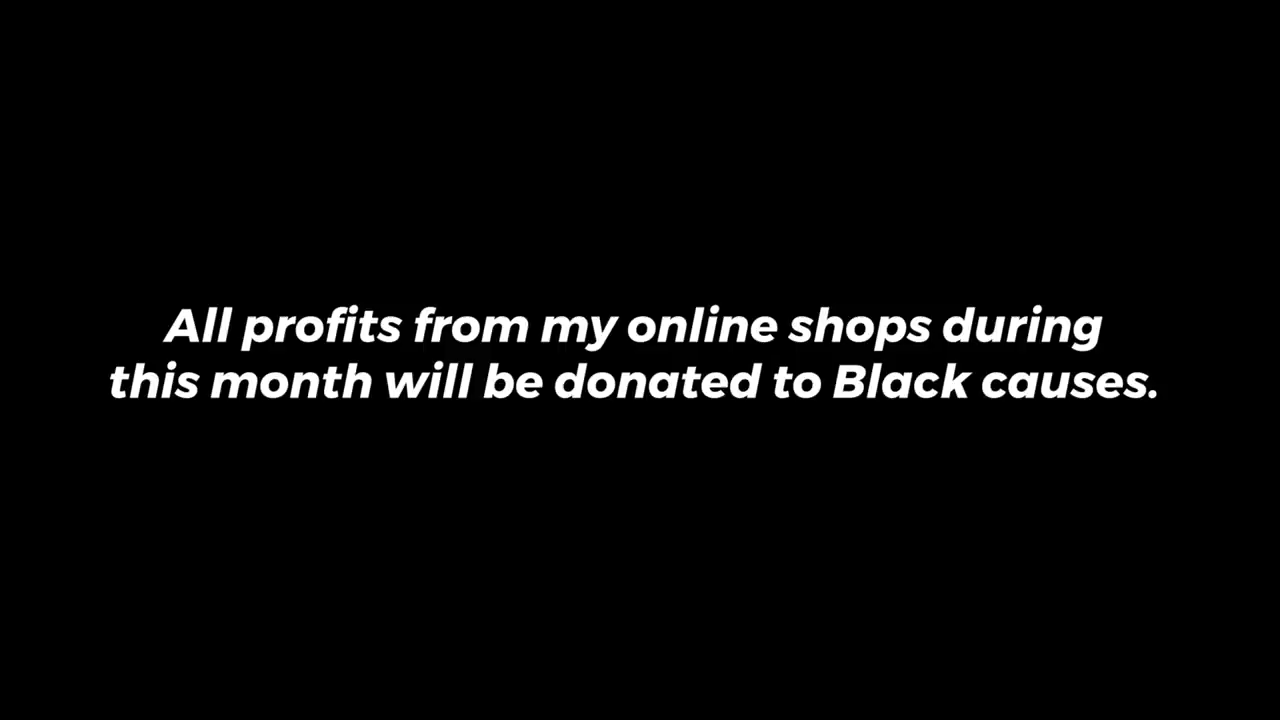 All profits from my online shops during
this month will be donated to Black causes.